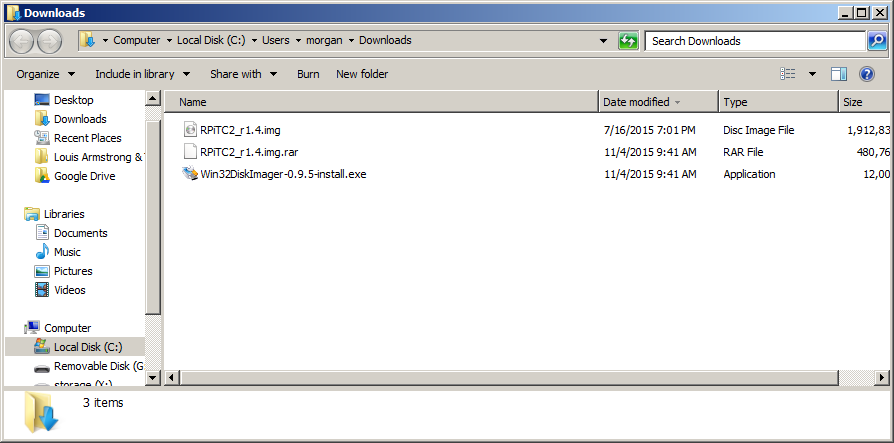 Downloads
Computer Local Disk (C:) Users morgan Downloads Search Downloads
Organize Include in library Share with Burn New folder
Name Date modified Type Size
Desktop
Downloads
Recent Places
Louis Armstrong &
Google Drive
Libraries
Documents
Music
Pictures
Videos
Computer
Local Disk (C:)
Removable Disk (G
storage (Y:)
RPiTC2_r1.4.img 7/16/2015 7:01 PM Disc Image File 1,912,83
RPiTC2_r1.4.img.rar 11/4/2015 9:41 AM RAR File 480,76
Win32DiskImager-0.9.5-install.exe 11/4/2015 9:41 AM Application 12,00
3 items